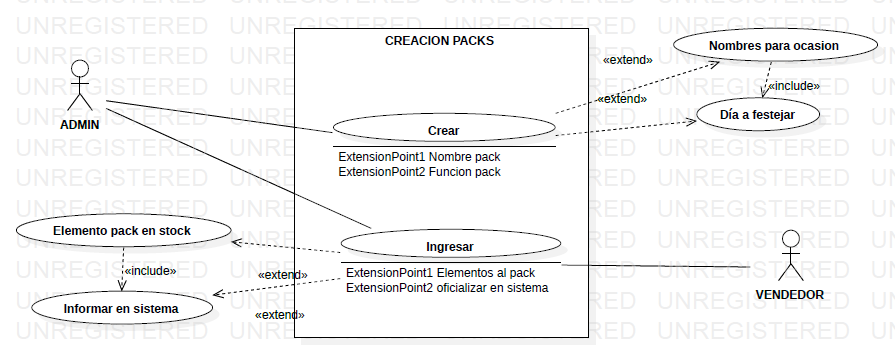 CREACION PACKS
Nombres para ocasion
«extend»
«include»
«extend»
ADMIN
Crear
Día a festejar
ExtensionPoint1 Nombre pack
ExtensionPoint2 Funcion pack
Elemento pack en stock
Ingresar
«include»
«extend»
ExtensionPoint1 Elementos al pack
ExtensionPoint2 oficializar en sistema
VENDEDOR
Informar en sistema
«extend»
UNREGISTERED